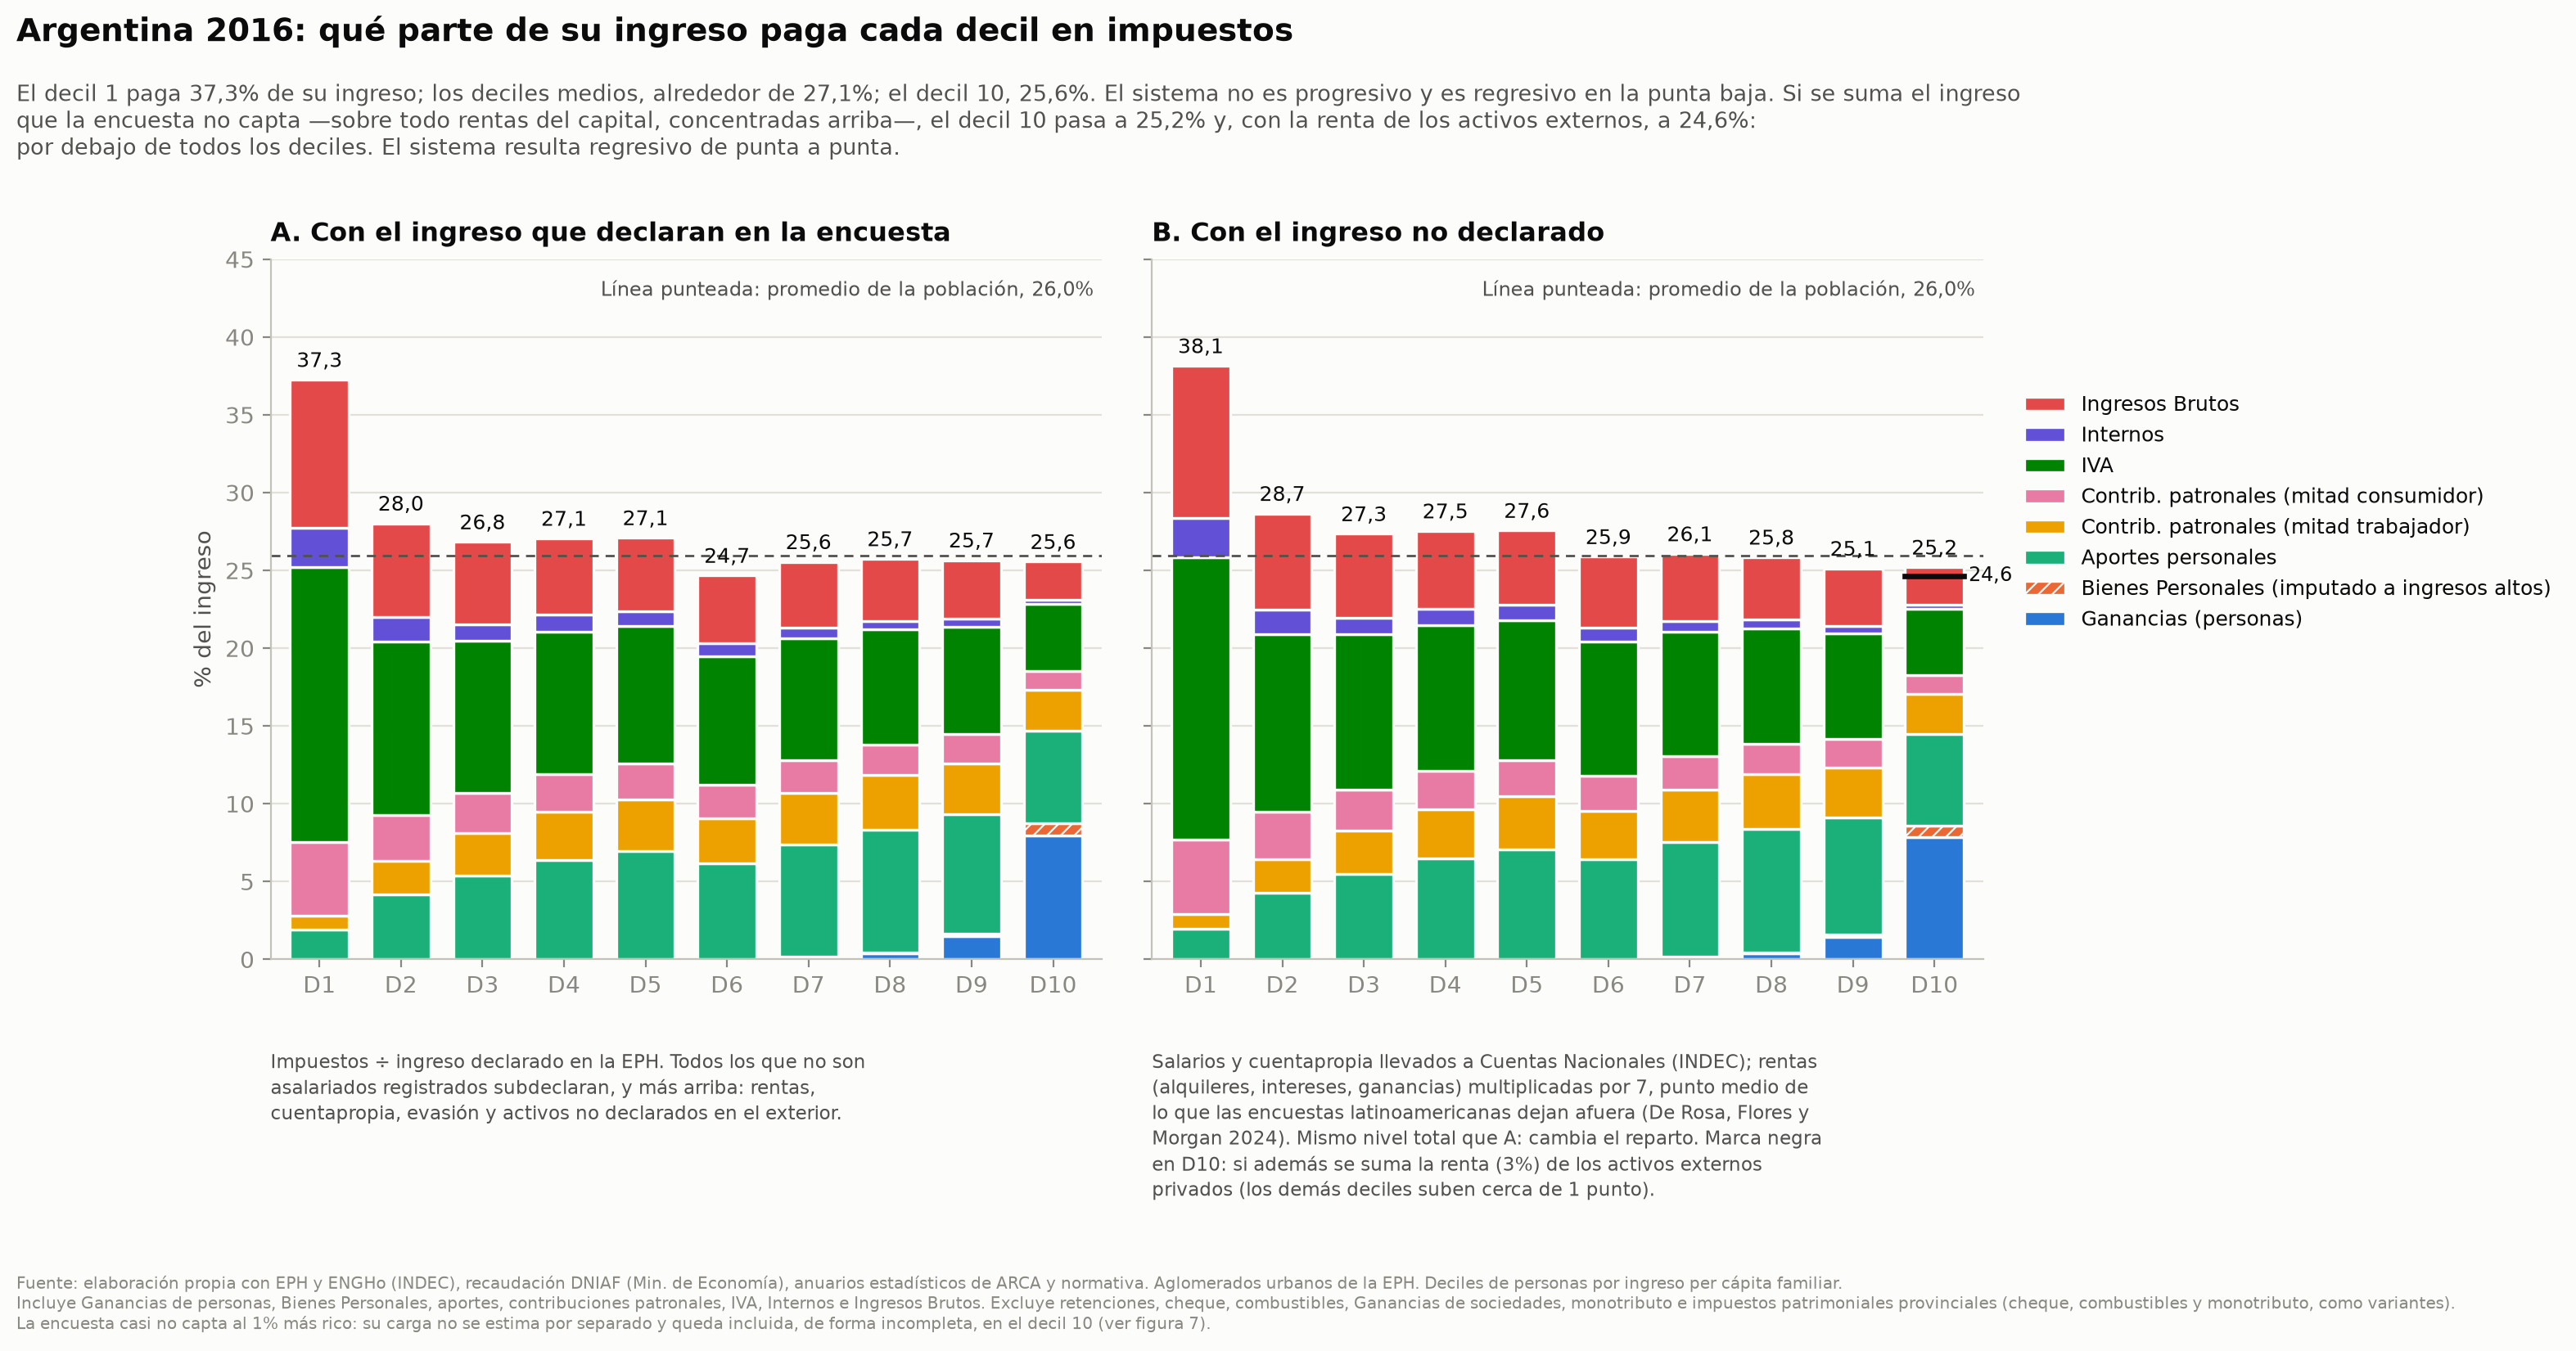 Argentina 2016: qué parte de su ingreso paga cada decil en impuestos
El decil 1 paga 37,3% de su ingreso; los deciles medios, alrededor de 27,1%; el decil 10, 25,6%. El sistema no es progresivo y es regresivo en la punta baja. Si se suma el ingreso
que la encuesta no capta —sobre todo rentas del capital, concentradas arriba—, el decil 10 pasa a 25,2% y, con la renta de los activos externos, a 24,6%:
por debajo de todos los deciles. El sistema resulta regresivo de punta a punta.
A. Con el ingreso que declaran en la encuesta
Línea punteada: promedio de la población, 26,0%
% del ingreso
45
40
35
30
25
20
15
10
5
0
37,3
28,0
26,8
27,1
27,1
24,7
25,6
25,7
25,7
25,6
D1
D2
D3
D4
D5
D6
D7
D8
D9
D10
Impuestos ÷ ingreso declarado en la EPH. Todos los que no son
asalariados registrados subdeclaran, y más arriba: rentas,
cuentapropia, evasión y activos no declarados en el exterior.
B. Con el ingreso no declarado
Línea punteada: promedio de la población, 26,0%
38,1
28,7
27,3
27,5
27,6
25,9
26,1
25,8
25,1
25,2
24,6
D1
D2
D3
D4
D5
D6
D7
D8
D9
D10
Salarios y cuentapropia llevados a Cuentas Nacionales (INDEC); rentas
(alquileres, intereses, ganancias) multiplicadas por 7, punto medio de
lo que las encuestas latinoamericanas dejan afuera (De Rosa, Flores y
Morgan 2024). Mismo nivel total que A: cambia el reparto. Marca negra
en D10: si además se suma la renta (3%) de los activos externos
privados (los demás deciles suben cerca de 1 punto).
Ingresos Brutos
Internos
IVA
Contrib. patronales (mitad consumidor)
Contrib. patronales (mitad trabajador)
Aportes personales
Bienes Personales (imputado a ingresos altos)
Ganancias (personas)
Fuente: elaboración propia con EPH y ENGHo (INDEC), recaudación DNIAF (Min. de Economía), anuarios estadísticos de ARCA y normativa. Aglomerados urbanos de la EPH. Deciles de personas por ingreso per cápita familiar.
Incluye Ganancias de personas, Bienes Personales, aportes, contribuciones patronales, IVA, Internos e Ingresos Brutos. Excluye retenciones, cheque, combustibles, Ganancias de sociedades, monotributo e impuestos patrimoniales provinciales (cheque, combustibles y monotributo, como variantes).
La encuesta casi no capta al 1% más rico: su carga no se estima por separado y queda incluida, de forma incompleta, en el decil 10 (ver figura 7).